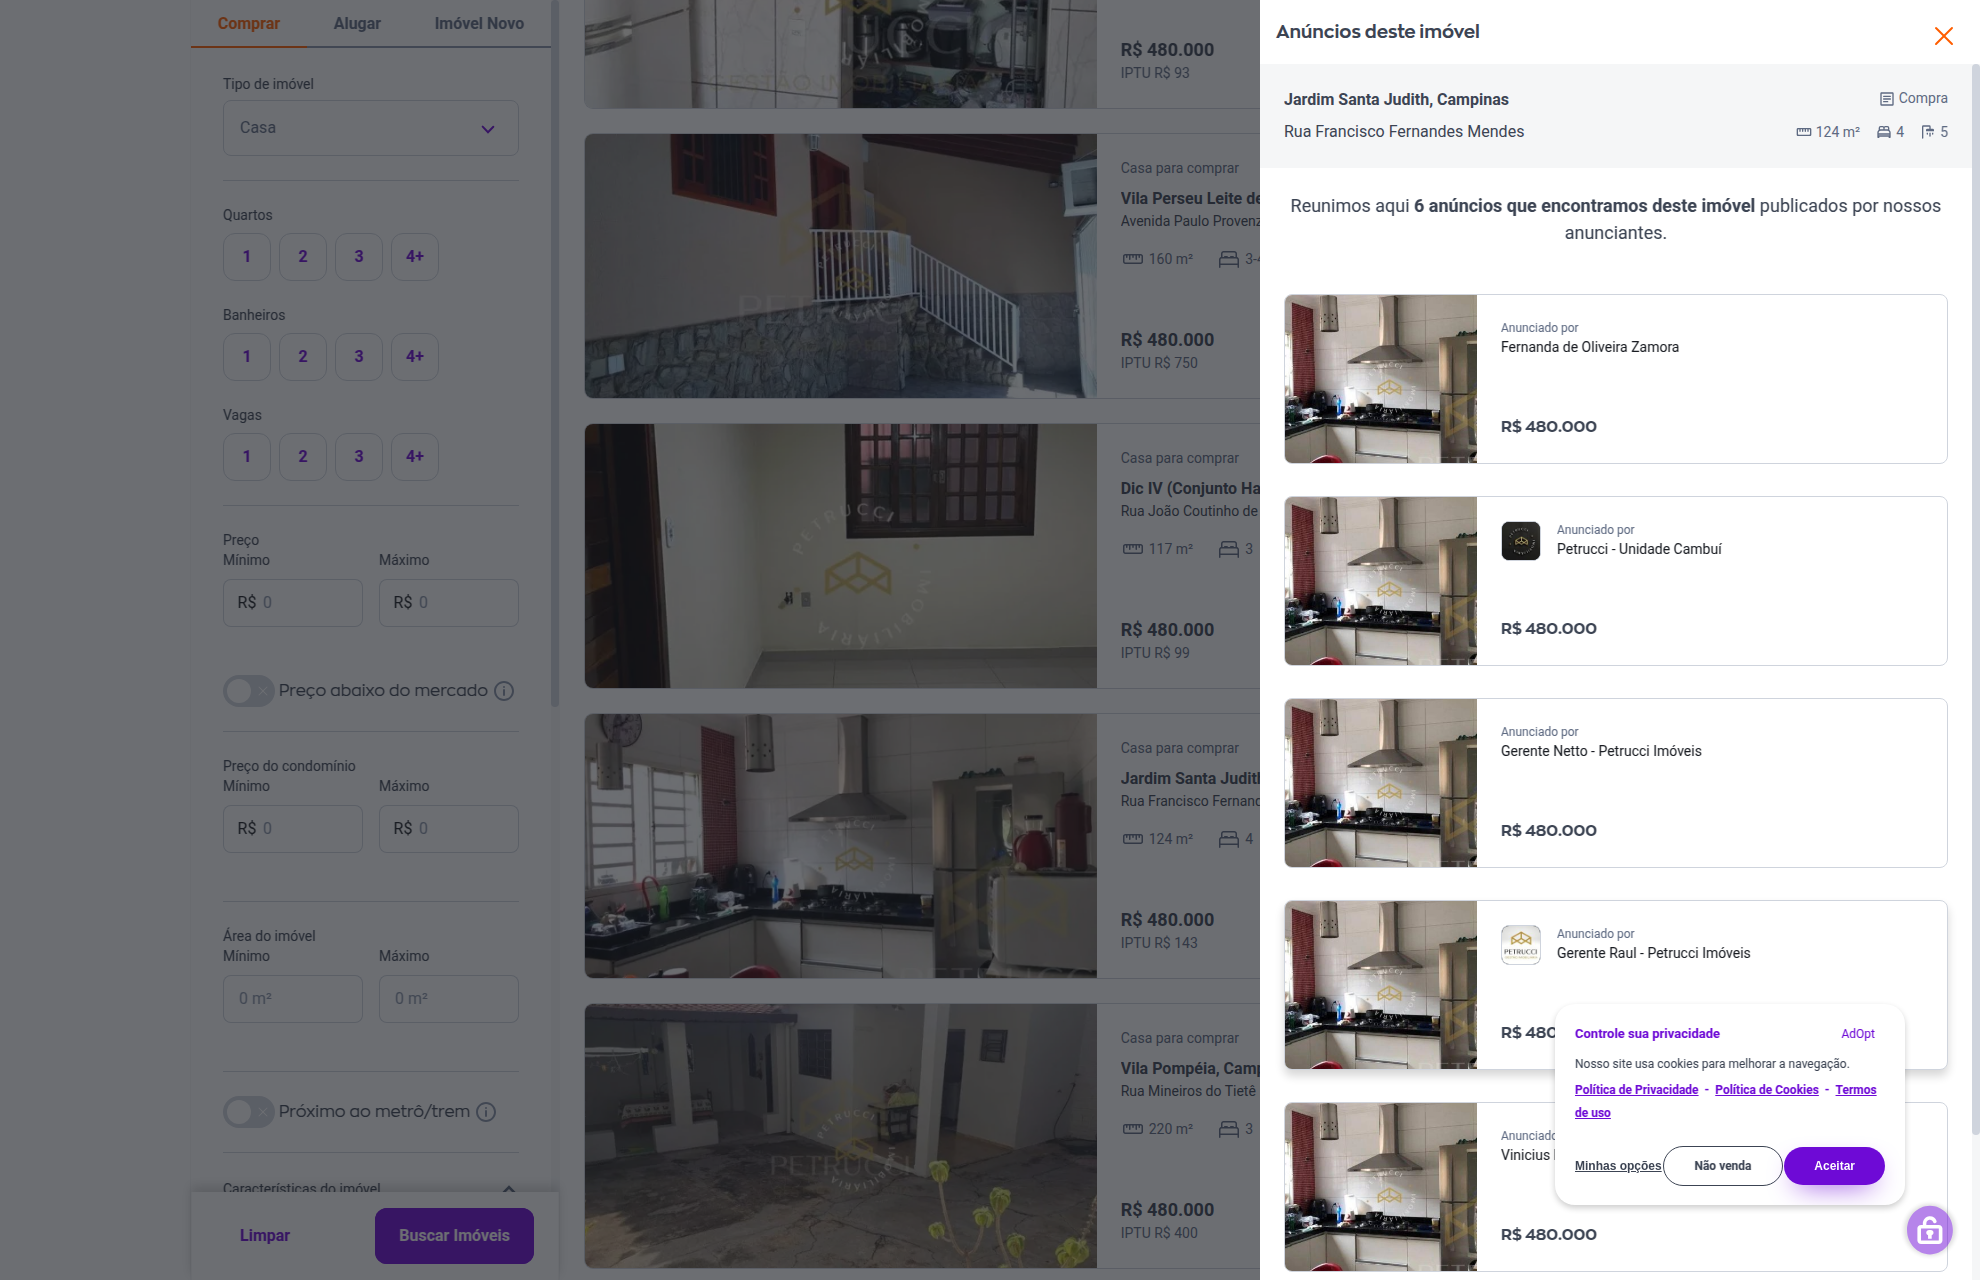 Comprar
Alugar
Imóvel Novo
Tipo de imóvel
Casa
Quartos
1
2
3
4+
Banheiros
1
2
3
4+
Vagas
1
2
3
4+
Preço
Mínimo
Máximo
R$ 0
R$ 0
Preço abaixo do mercado
Preço do condomínio
Mínimo
Máximo
R$ 0
R$ 0
Área do imóvel
Mínimo
Máximo
0 m²
0 m²
Próximo ao metrô/trem
Características do imóvel
Limpar
Buscar Imóveis
R$ 480.000
IPTU R$ 93
Casa para comprar
Vila Perseu Leite de
Avenida Paulo Provenz
160 m²
3-4
R$ 480.000
IPTU R$ 750
PETRUCCI
IMOBILIÁRIA
Casa para comprar
Dic IV (Conjunto Ha
Rua João Coutinho de
117 m²
3
R$ 480.000
IPTU R$ 99
Casa para comprar
Jardim Santa Judith
Rua Francisco Fernand
124 m²
4
R$ 480.000
IPTU R$ 143
Casa para comprar
Vila Pompéia, Camp
Rua Mineiros do Tietê
220 m²
3
R$ 480.000
IPTU R$ 400
Anúncios deste imóvel
Jardim Santa Judith, Campinas
Compra
Rua Francisco Fernandes Mendes
124 m²
4
5
Reunimos aqui 6 anúncios que encontramos deste imóvel publicados por nossos
anunciantes.
Anunciado por
Fernanda de Oliveira Zamora
R$ 480.000
Anunciado por
Petrucci - Unidade Cambuí
R$ 480.000
Anunciado por
Gerente Netto - Petrucci Imóveis
R$ 480.000
PETRUCCI
Anunciado por
Gerente Raul - Petrucci Imóveis
R$ 480
Anunciado
Vinicius
R$ 480.000
Controle sua privacidade
AdOpt
Nosso site usa cookies para melhorar a navegação.
Política de Privacidade - Política de Cookies - Termos
de uso
Minhas opções
Não venda
Aceitar